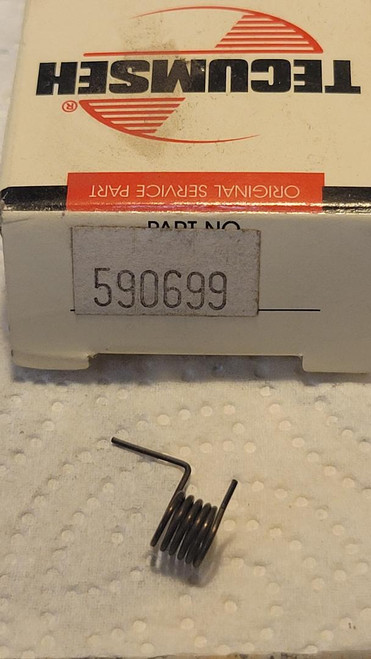 TECUMSEH®
ORIGINAL SERVICE PART
PART NO.
590699